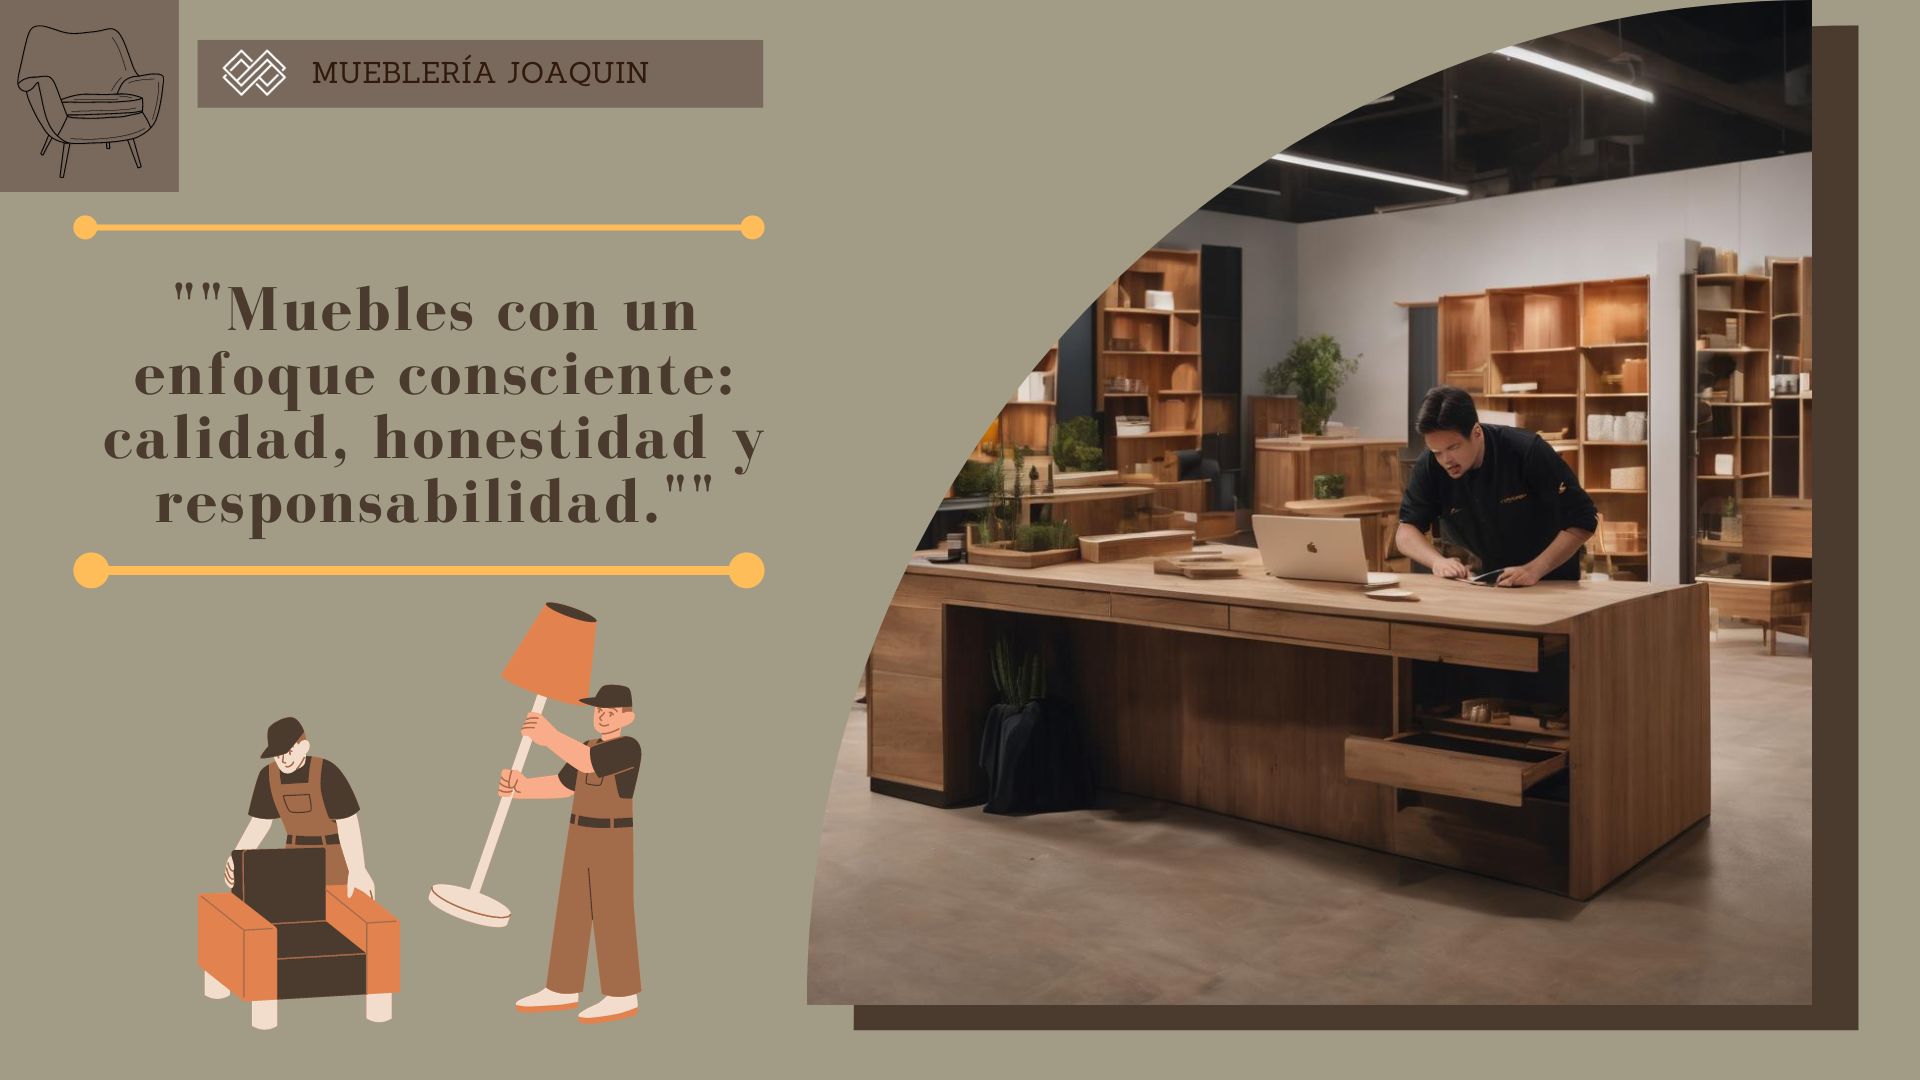 MUEBLERÍA JOAQUIN
""Muebles con un
enfoque consciente:
calidad, honestidad y
responsabilidad.""